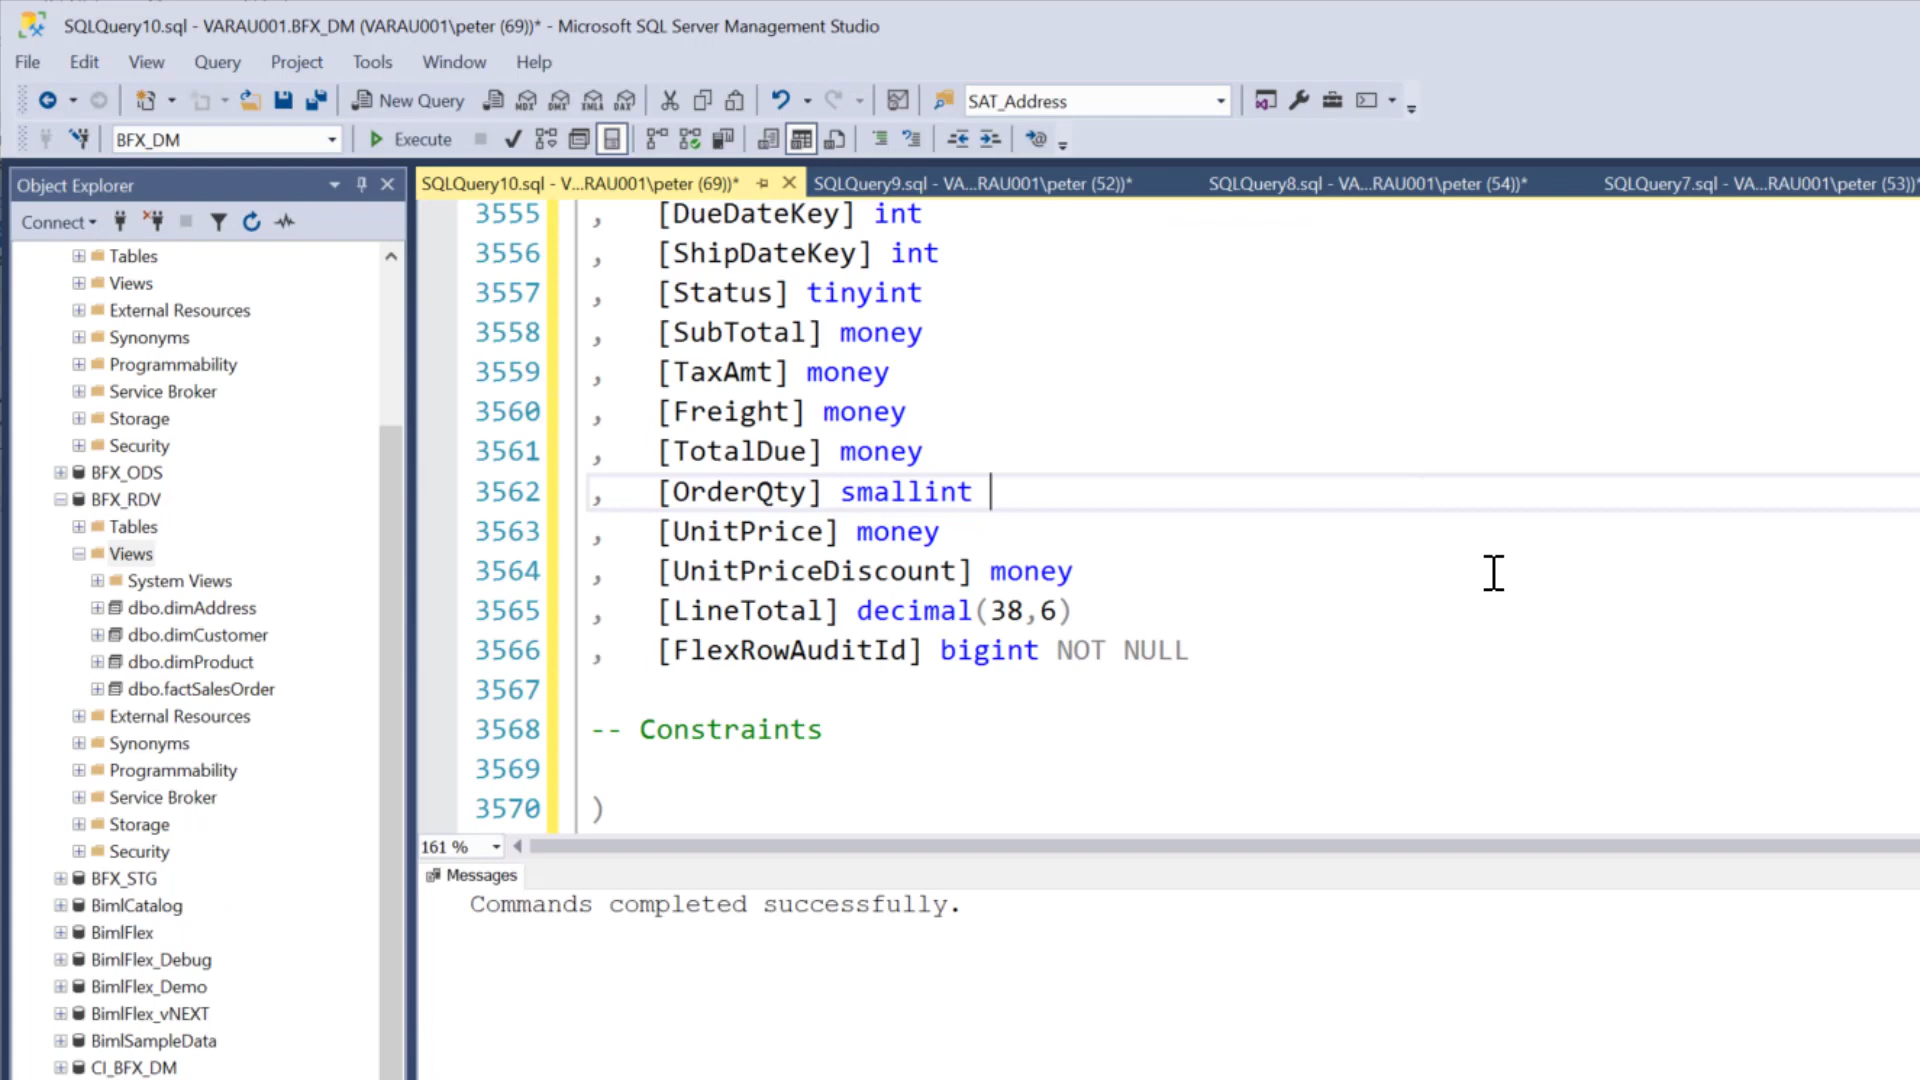 SQLQuery10.sql - VARAU001.BFX_DM (VARAU001\peter (69))* - Microsoft SQL Server Management Studio
File Edit View Query Project Tools Window Help
New Query MDX DMX XMLA DAX SAT_Address
BFX_DM Execute
Object Explorer
SQLQuery10.sql - V...RAU001\peter (69))* SQLQuery9.sql - VA...RAU001\peter (52))* SQLQuery8.sql - VA...RAU001\peter (54))* SQLQuery7.sql - VA...RAU001\peter (53))*
Connect
Tables
Views
External Resources
Synonyms
Programmability
Service Broker
Storage
Security
BFX_ODS
BFX_RDV
Tables
Views
System Views
dbo.dimAddress
dbo.dimCustomer
dbo.dimProduct
dbo.factSalesOrder
External Resources
Synonyms
Programmability
Service Broker
Storage
Security
BFX_STG
BimlCatalog
BimlFlex
BimlFlex_Debug
BimlFlex_Demo
BimlFlex_vNEXT
BimlSampleData
CI_BFX_DM
3555 , [DueDateKey] int
3556 , [ShipDateKey] int
3557 , [Status] tinyint
3558 , [SubTotal] money
3559 , [TaxAmt] money
3560 , [Freight] money
3561 , [TotalDue] money
3562 , [OrderQty] smallint
3563 , [UnitPrice] money
3564 , [UnitPriceDiscount] money
3565 , [LineTotal] decimal(38,6)
3566 , [FlexRowAuditId] bigint NOT NULL
3567
3568 -- Constraints
3569
3570 )
161 %
Messages
Commands completed successfully.